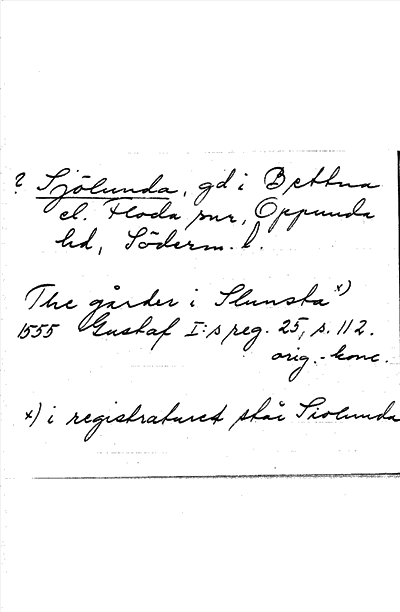 ? Sjölunda, gd i Bettna
el. Floda snr, Oppunda
hd, Söderm. l.
The gårder i Slunsta x)
1555 Gustaf I:s reg. 25, s. 112.
orig.-konc.
x) i registraturet står Siolunda